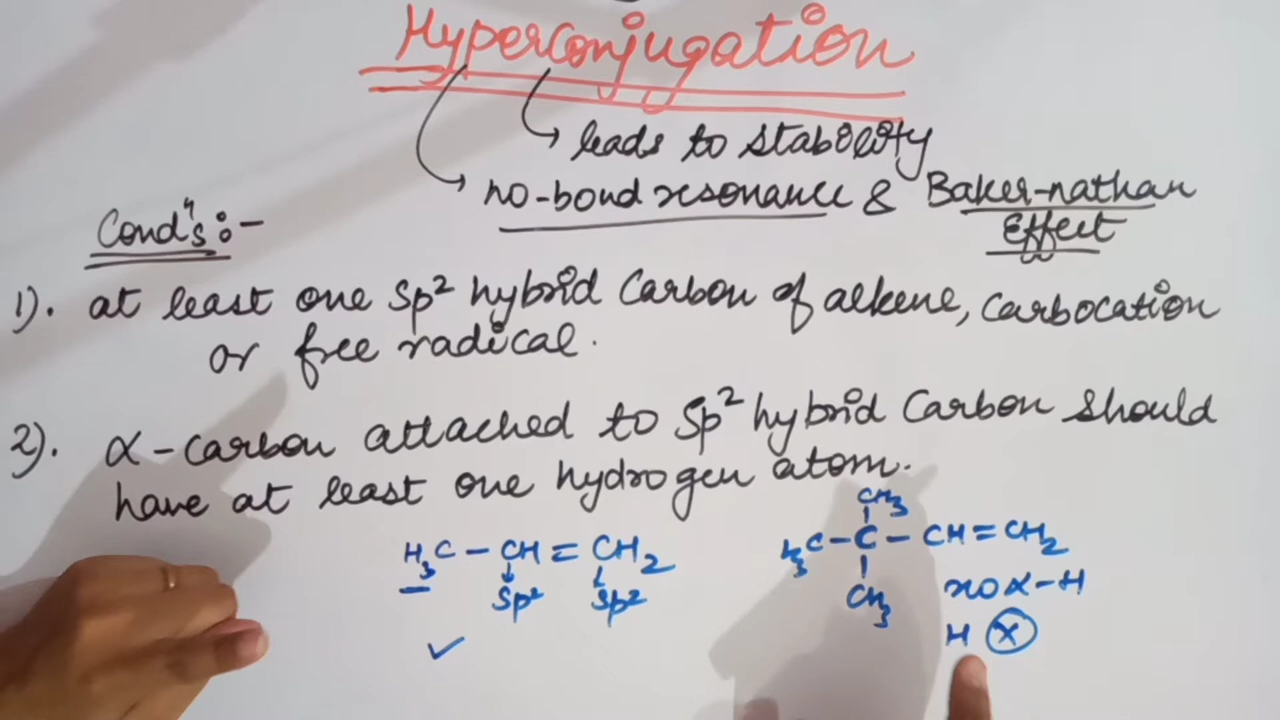 Hyperconjugation
leads to stability
no-bond resonance & Baker-nathan
Effect
Condⁿs :-
1). at least one Sp² hybrid Carbon of alkene, Carbocation
or free radical.
2). α-carbon attached to Sp² hybrid Carbon should
have at least one hydrogen atom.
CH₃
H₃C - CH = CH₂
H₃C - C - CH = CH₂
Sp² Sp²
CH₃
no α-H
✓
H X